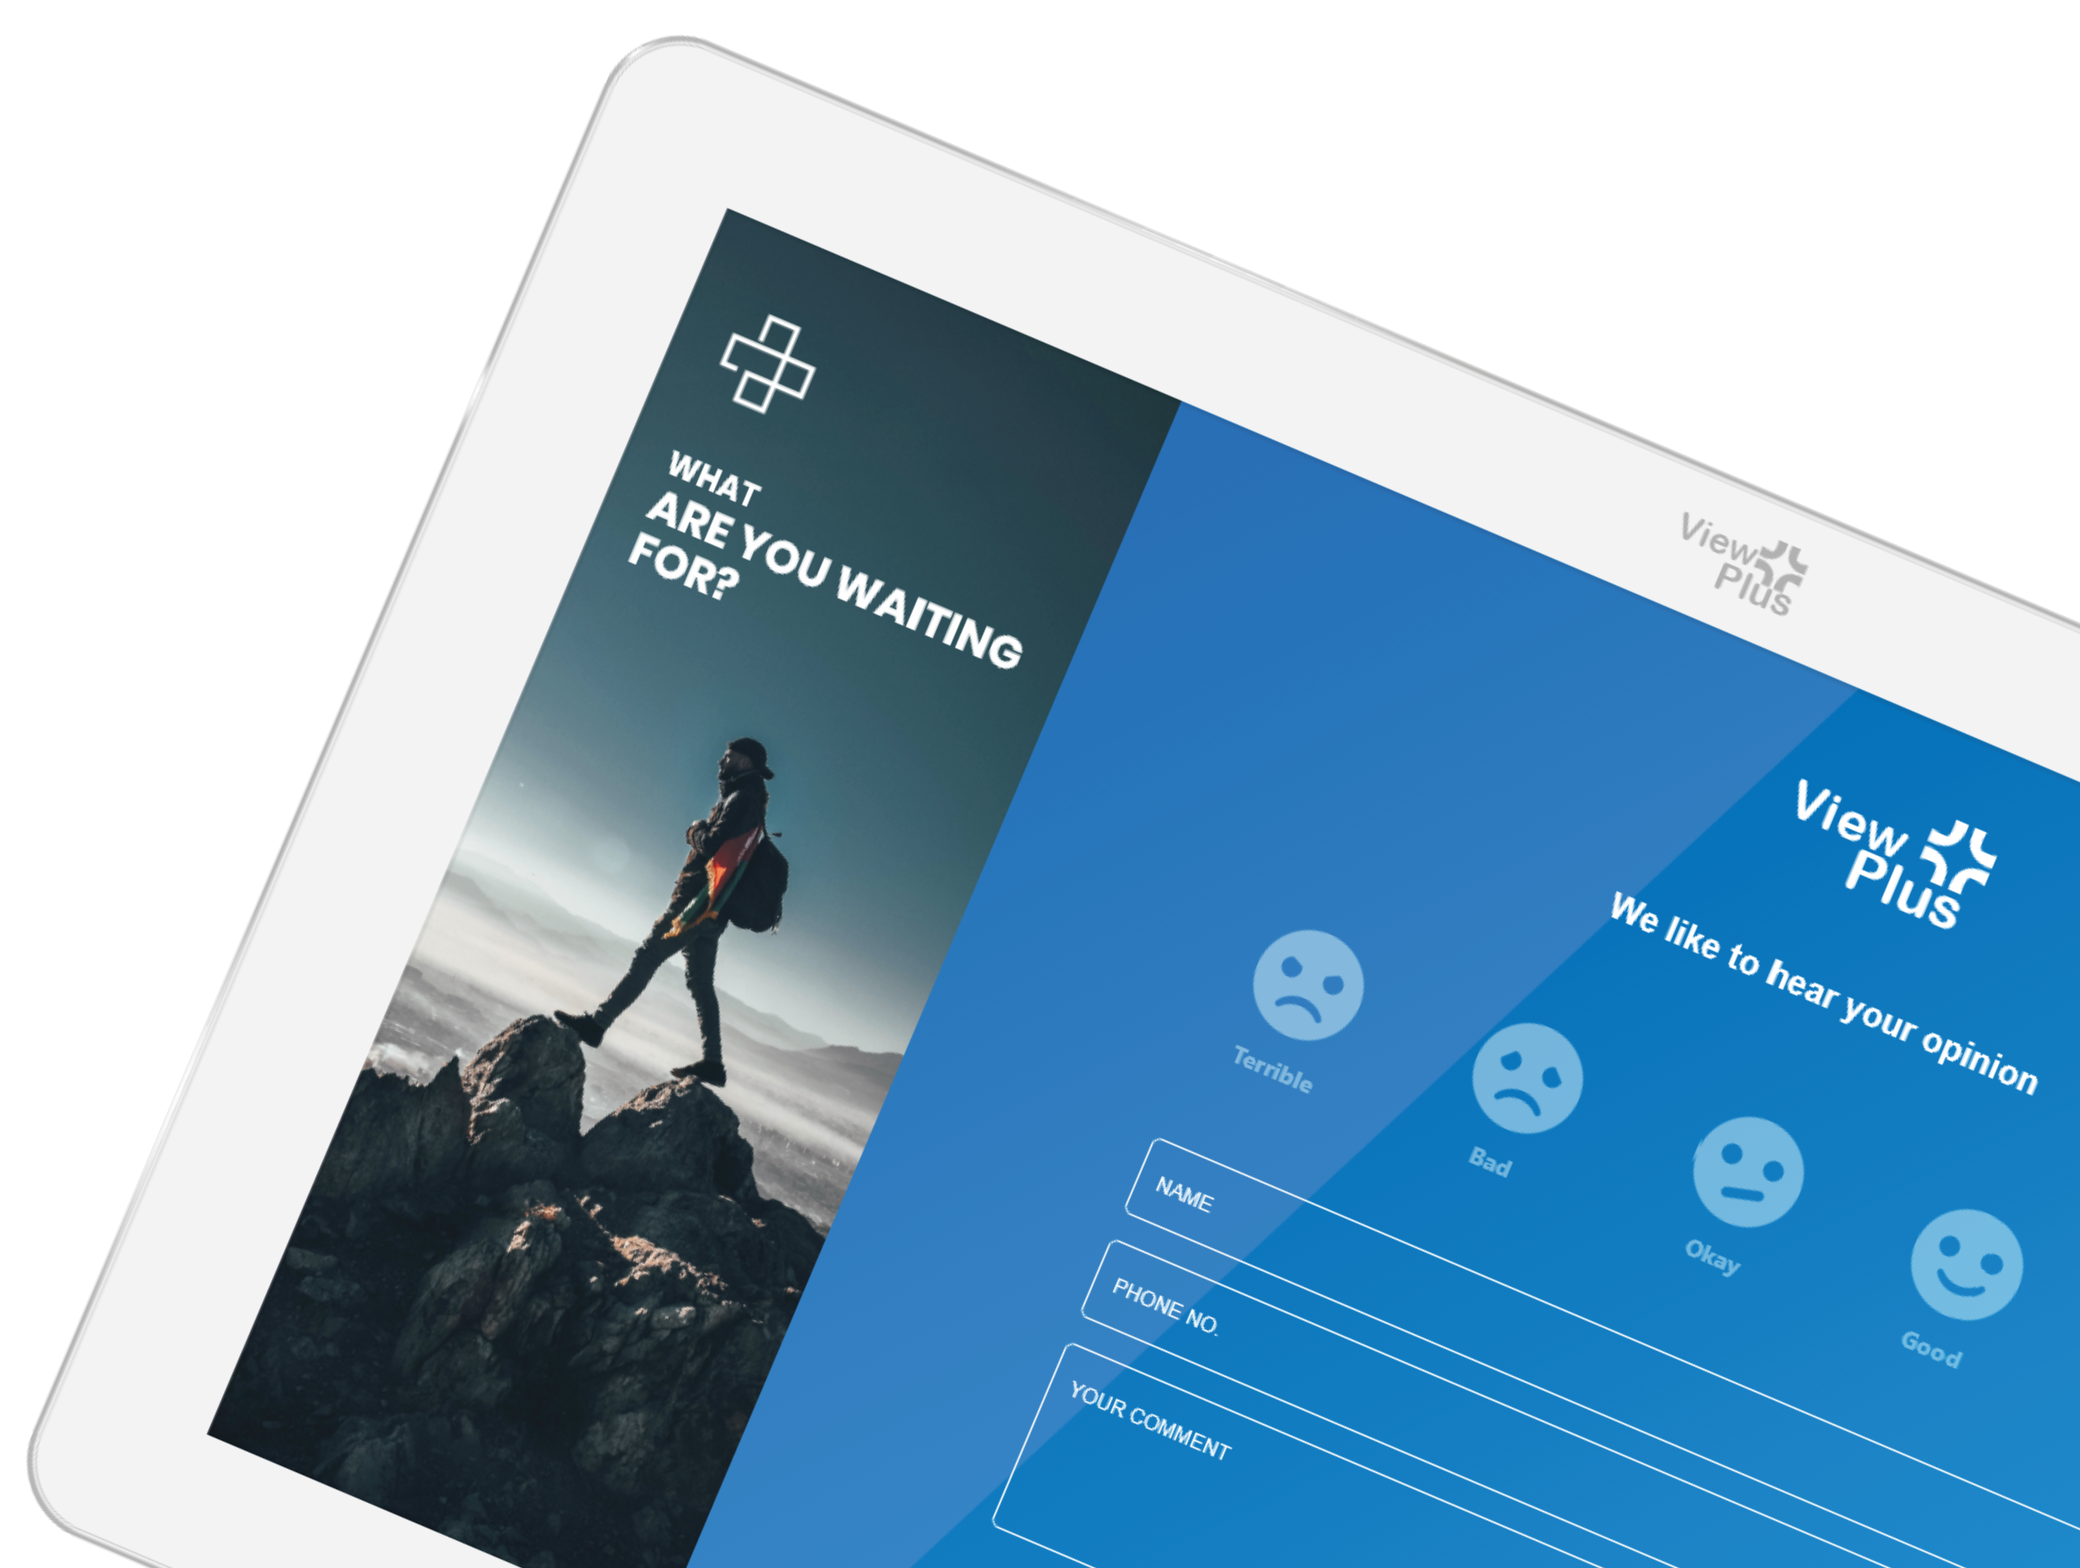 View
Plus
WHAT
ARE YOU WAITING
FOR?
View
Plus
We like to hear your opinion
Terrible
Bad
Okay
Good
NAME
PHONE NO.
YOUR COMMENT